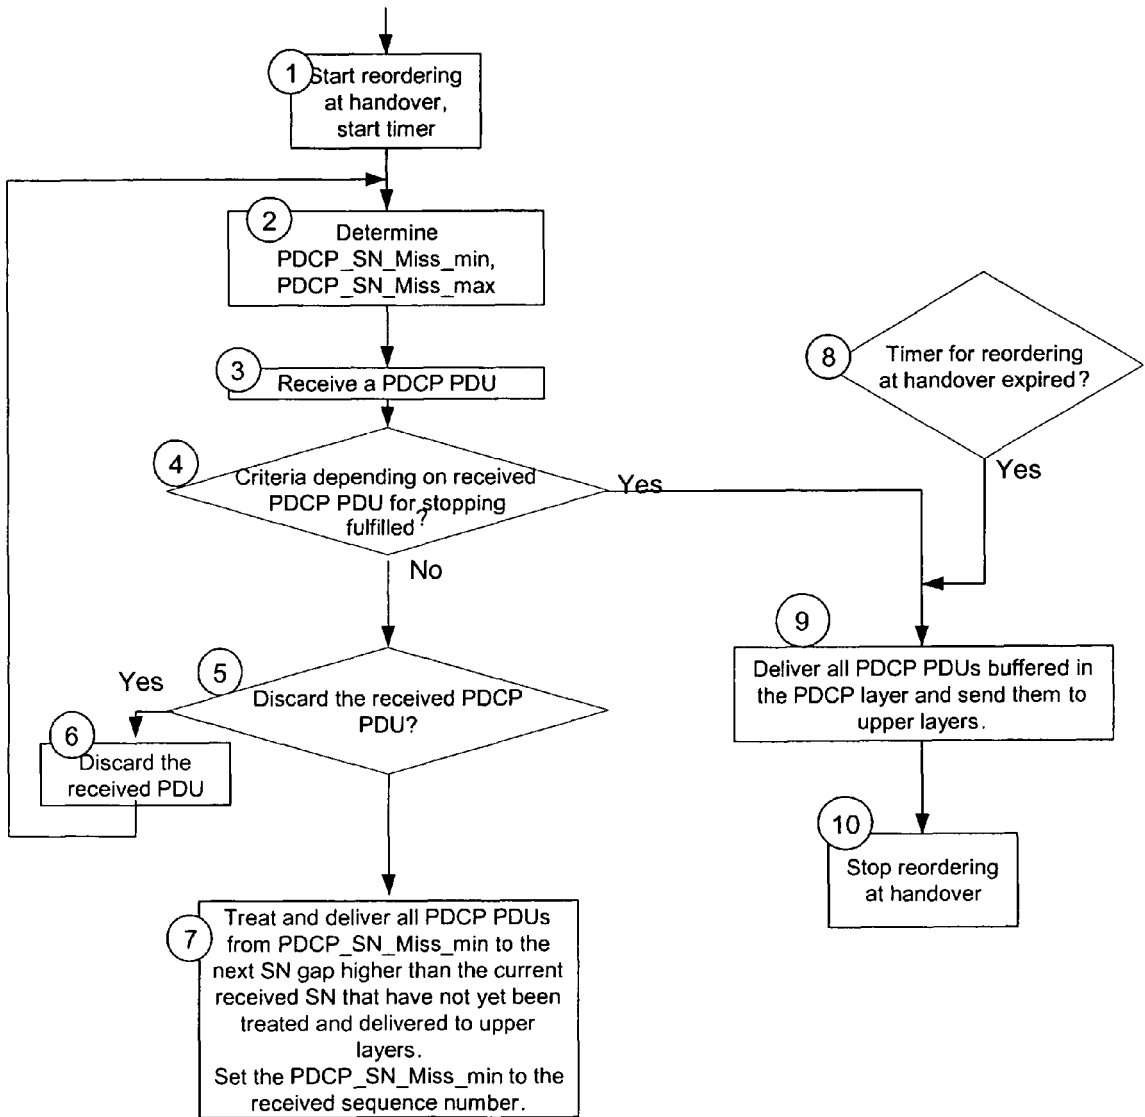 1
Start reordering
at handover,
start timer
2
Determine
PDCP_SN_Miss_min,
PDCP_SN_Miss_max
3
Receive a PDCP PDU
4
Criteria depending on received
PDCP PDU for stopping
fulfilled?
Yes
No
5
Discard the received PDCP
PDU?
Yes
6
Discard the
received PDU
7
Treat and deliver all PDCP PDUs
from PDCP_SN_Miss_min to the
next SN gap higher than the current
received SN that have not yet been
treated and delivered to upper
layers.
Set the PDCP_SN_Miss_min to the
received sequence number.
8
Timer for reordering
at handover expired?
Yes
9
Deliver all PDCP PDUs buffered in
the PDCP layer and send them to
upper layers.
10
Stop reordering
at handover